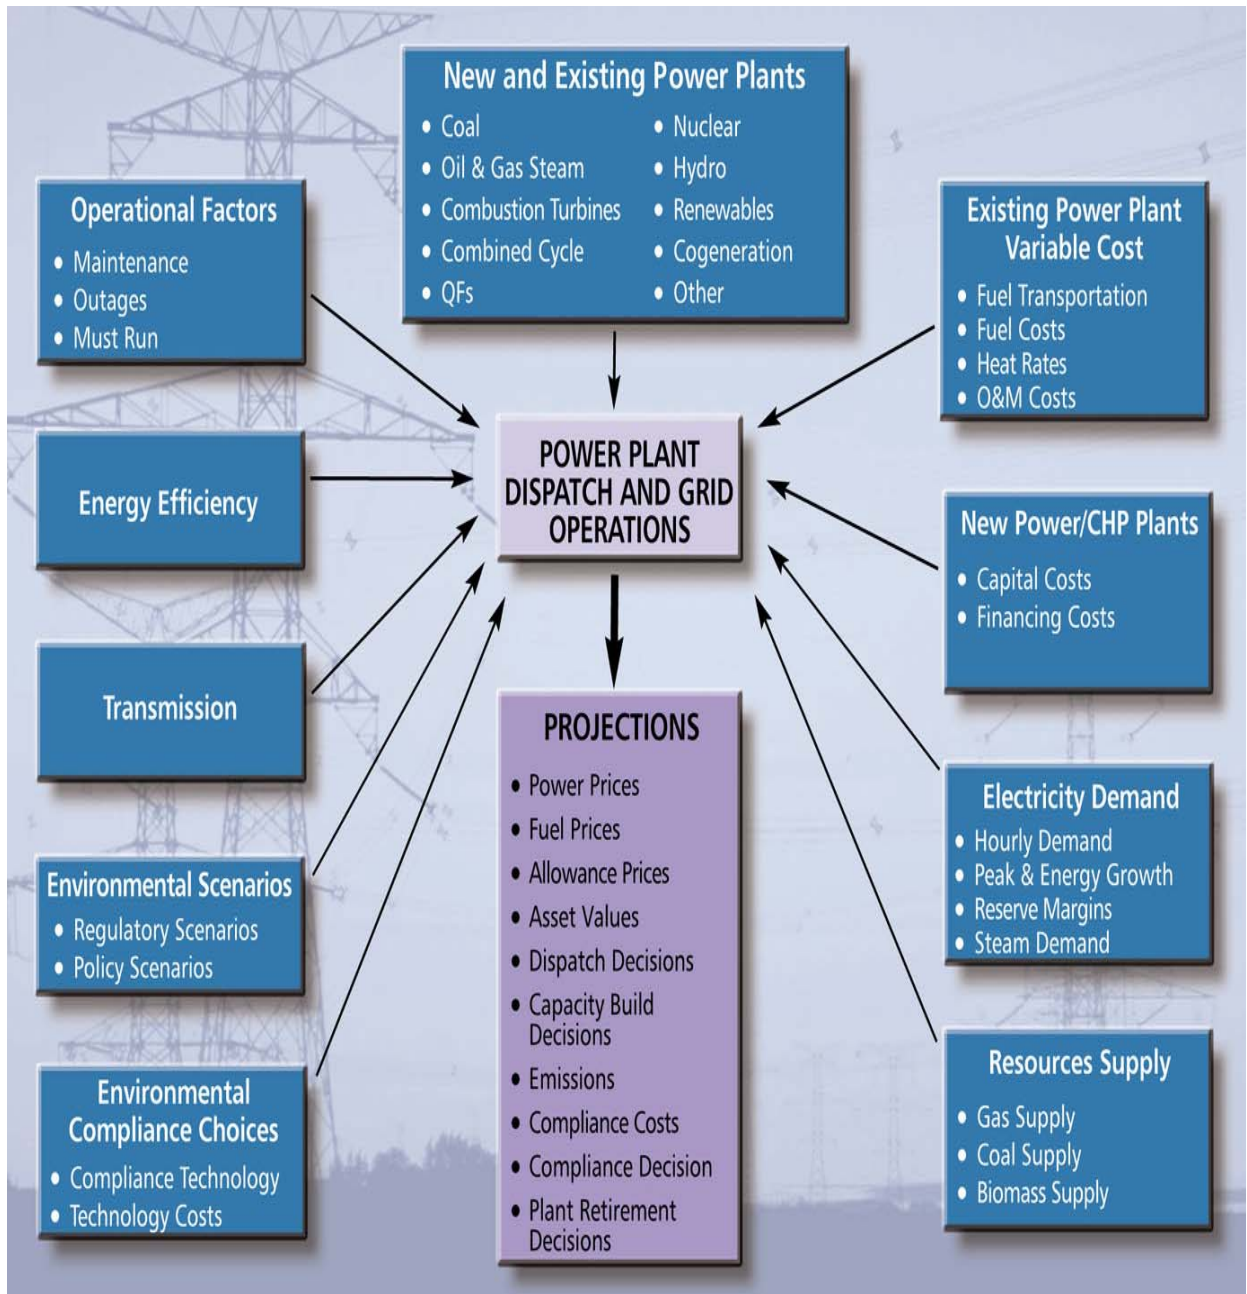 New and Existing Power Plants
• Coal
• Oil & Gas Steam
• Combustion Turbines
• Combined Cycle
• QFs
• Nuclear
• Hydro
• Renewables
• Cogeneration
• Other
Operational Factors
• Maintenance
• Outages
• Must Run
Existing Power Plant
Variable Cost
• Fuel Transportation
• Fuel Costs
• Heat Rates
• O&M Costs
POWER PLANT
DISPATCH AND GRID
OPERATIONS
Energy Efficiency
New Power/CHP Plants
• Capital Costs
• Financing Costs
Transmission
PROJECTIONS
• Power Prices
• Fuel Prices
• Allowance Prices
• Asset Values
• Dispatch Decisions
• Capacity Build
Decisions
• Emissions
• Compliance Costs
• Compliance Decision
• Plant Retirement
Decisions
Electricity Demand
• Hourly Demand
• Peak & Energy Growth
• Reserve Margins
• Steam Demand
Environmental Scenarios
• Regulatory Scenarios
• Policy Scenarios
Resources Supply
• Gas Supply
• Coal Supply
• Biomass Supply
Environmental
Compliance Choices
• Compliance Technology
• Technology Costs